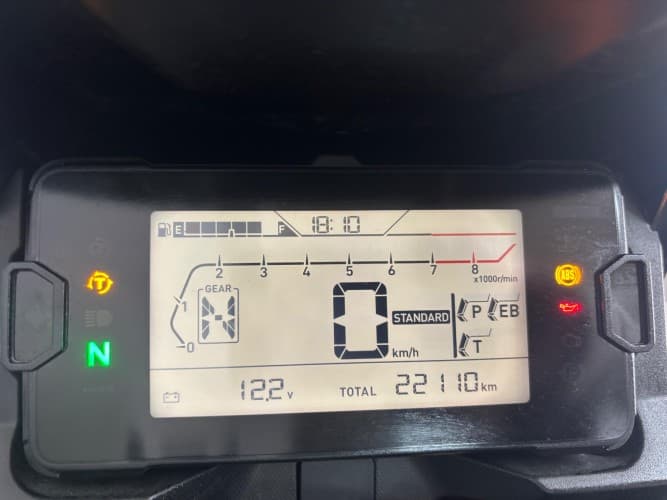 E F 18:10
2 3 4 5 6 7 8
x1000r/min
1
0
GEAR
N
0 km/h
STANDARD
P EB
T
T
N
ABS
12.2 V TOTAL 22110 km